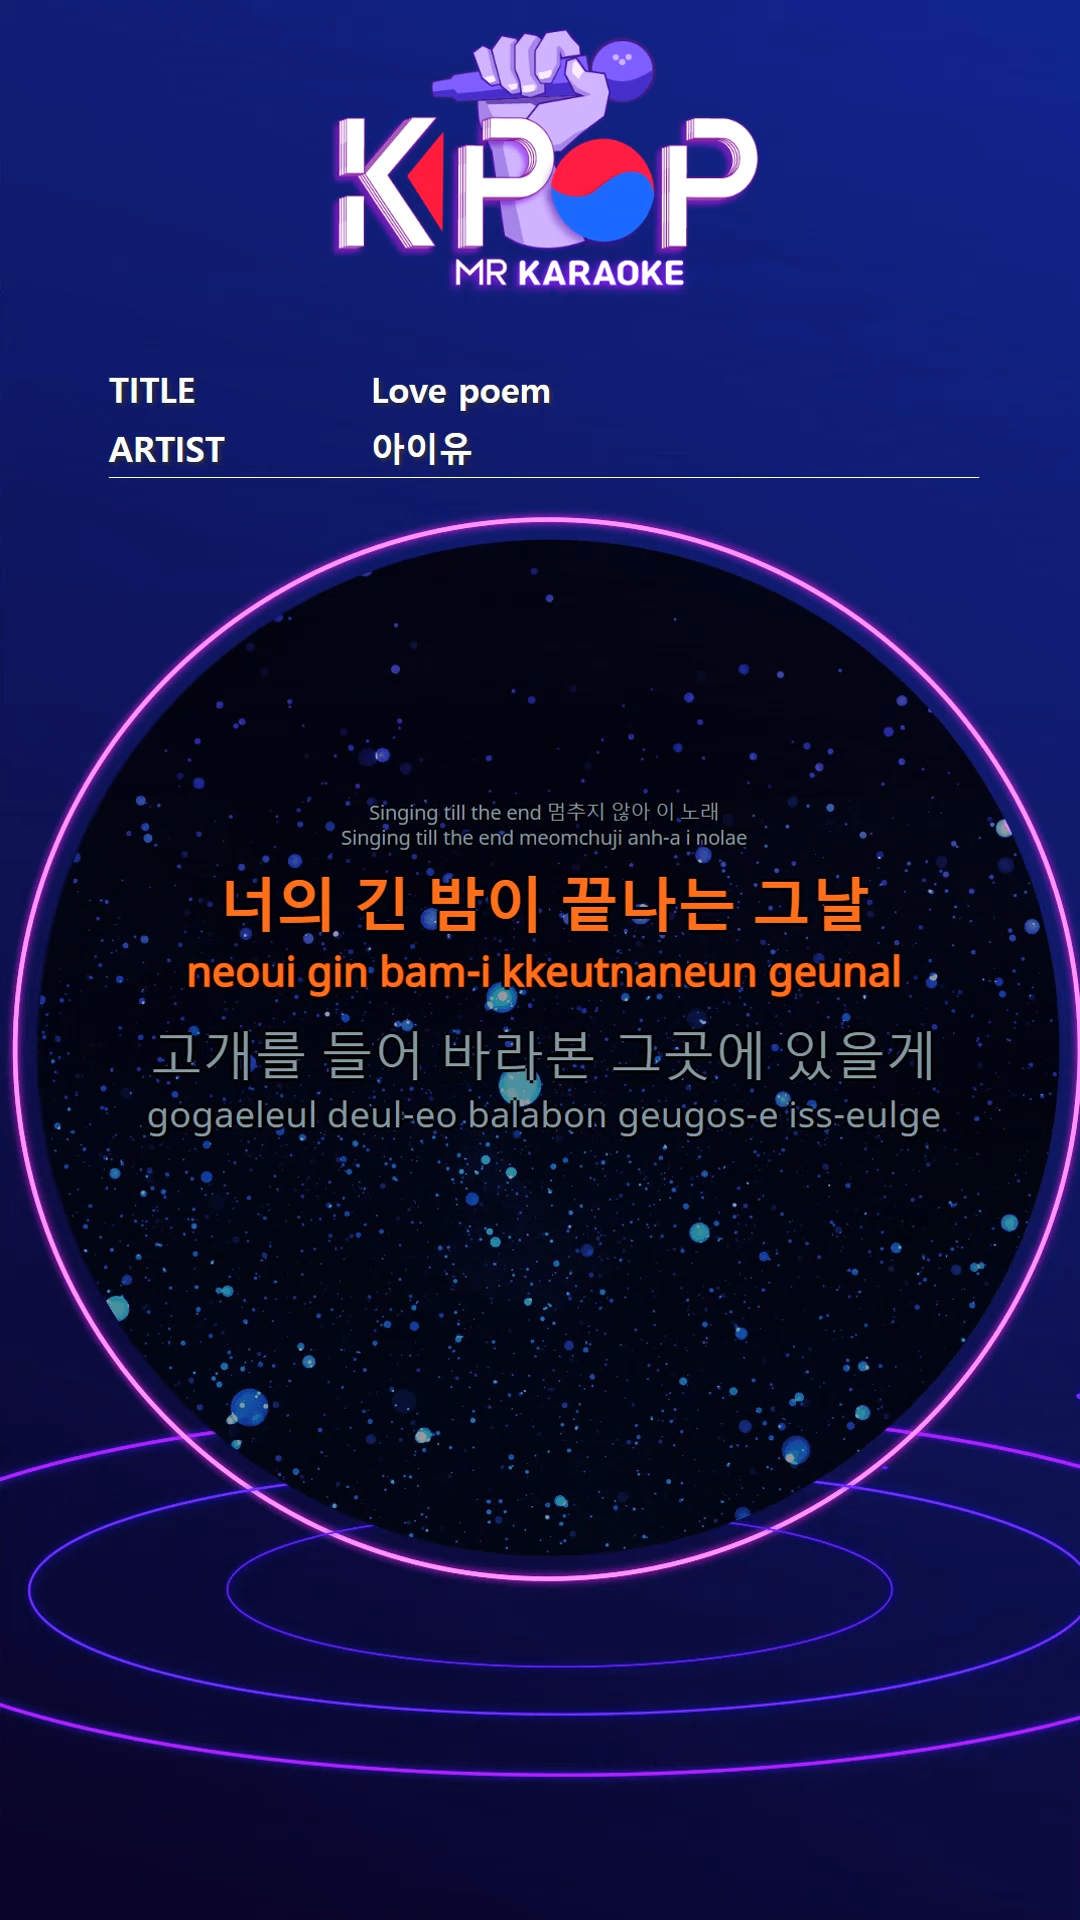 KPOP
MR KARAOKE
TITLE Love poem
ARTIST 아이유
Singing till the end 멈추지 않아 이 노래
Singing till the end meomchuji anh-a i nolae
너의 긴 밤이 끝나는 그날
neoui gin bam-i kkeutnaneun geunal
고개를 들어 바라본 그곳에 있을게
gogaeleul deul-eo balabon geugos-e iss-eulge